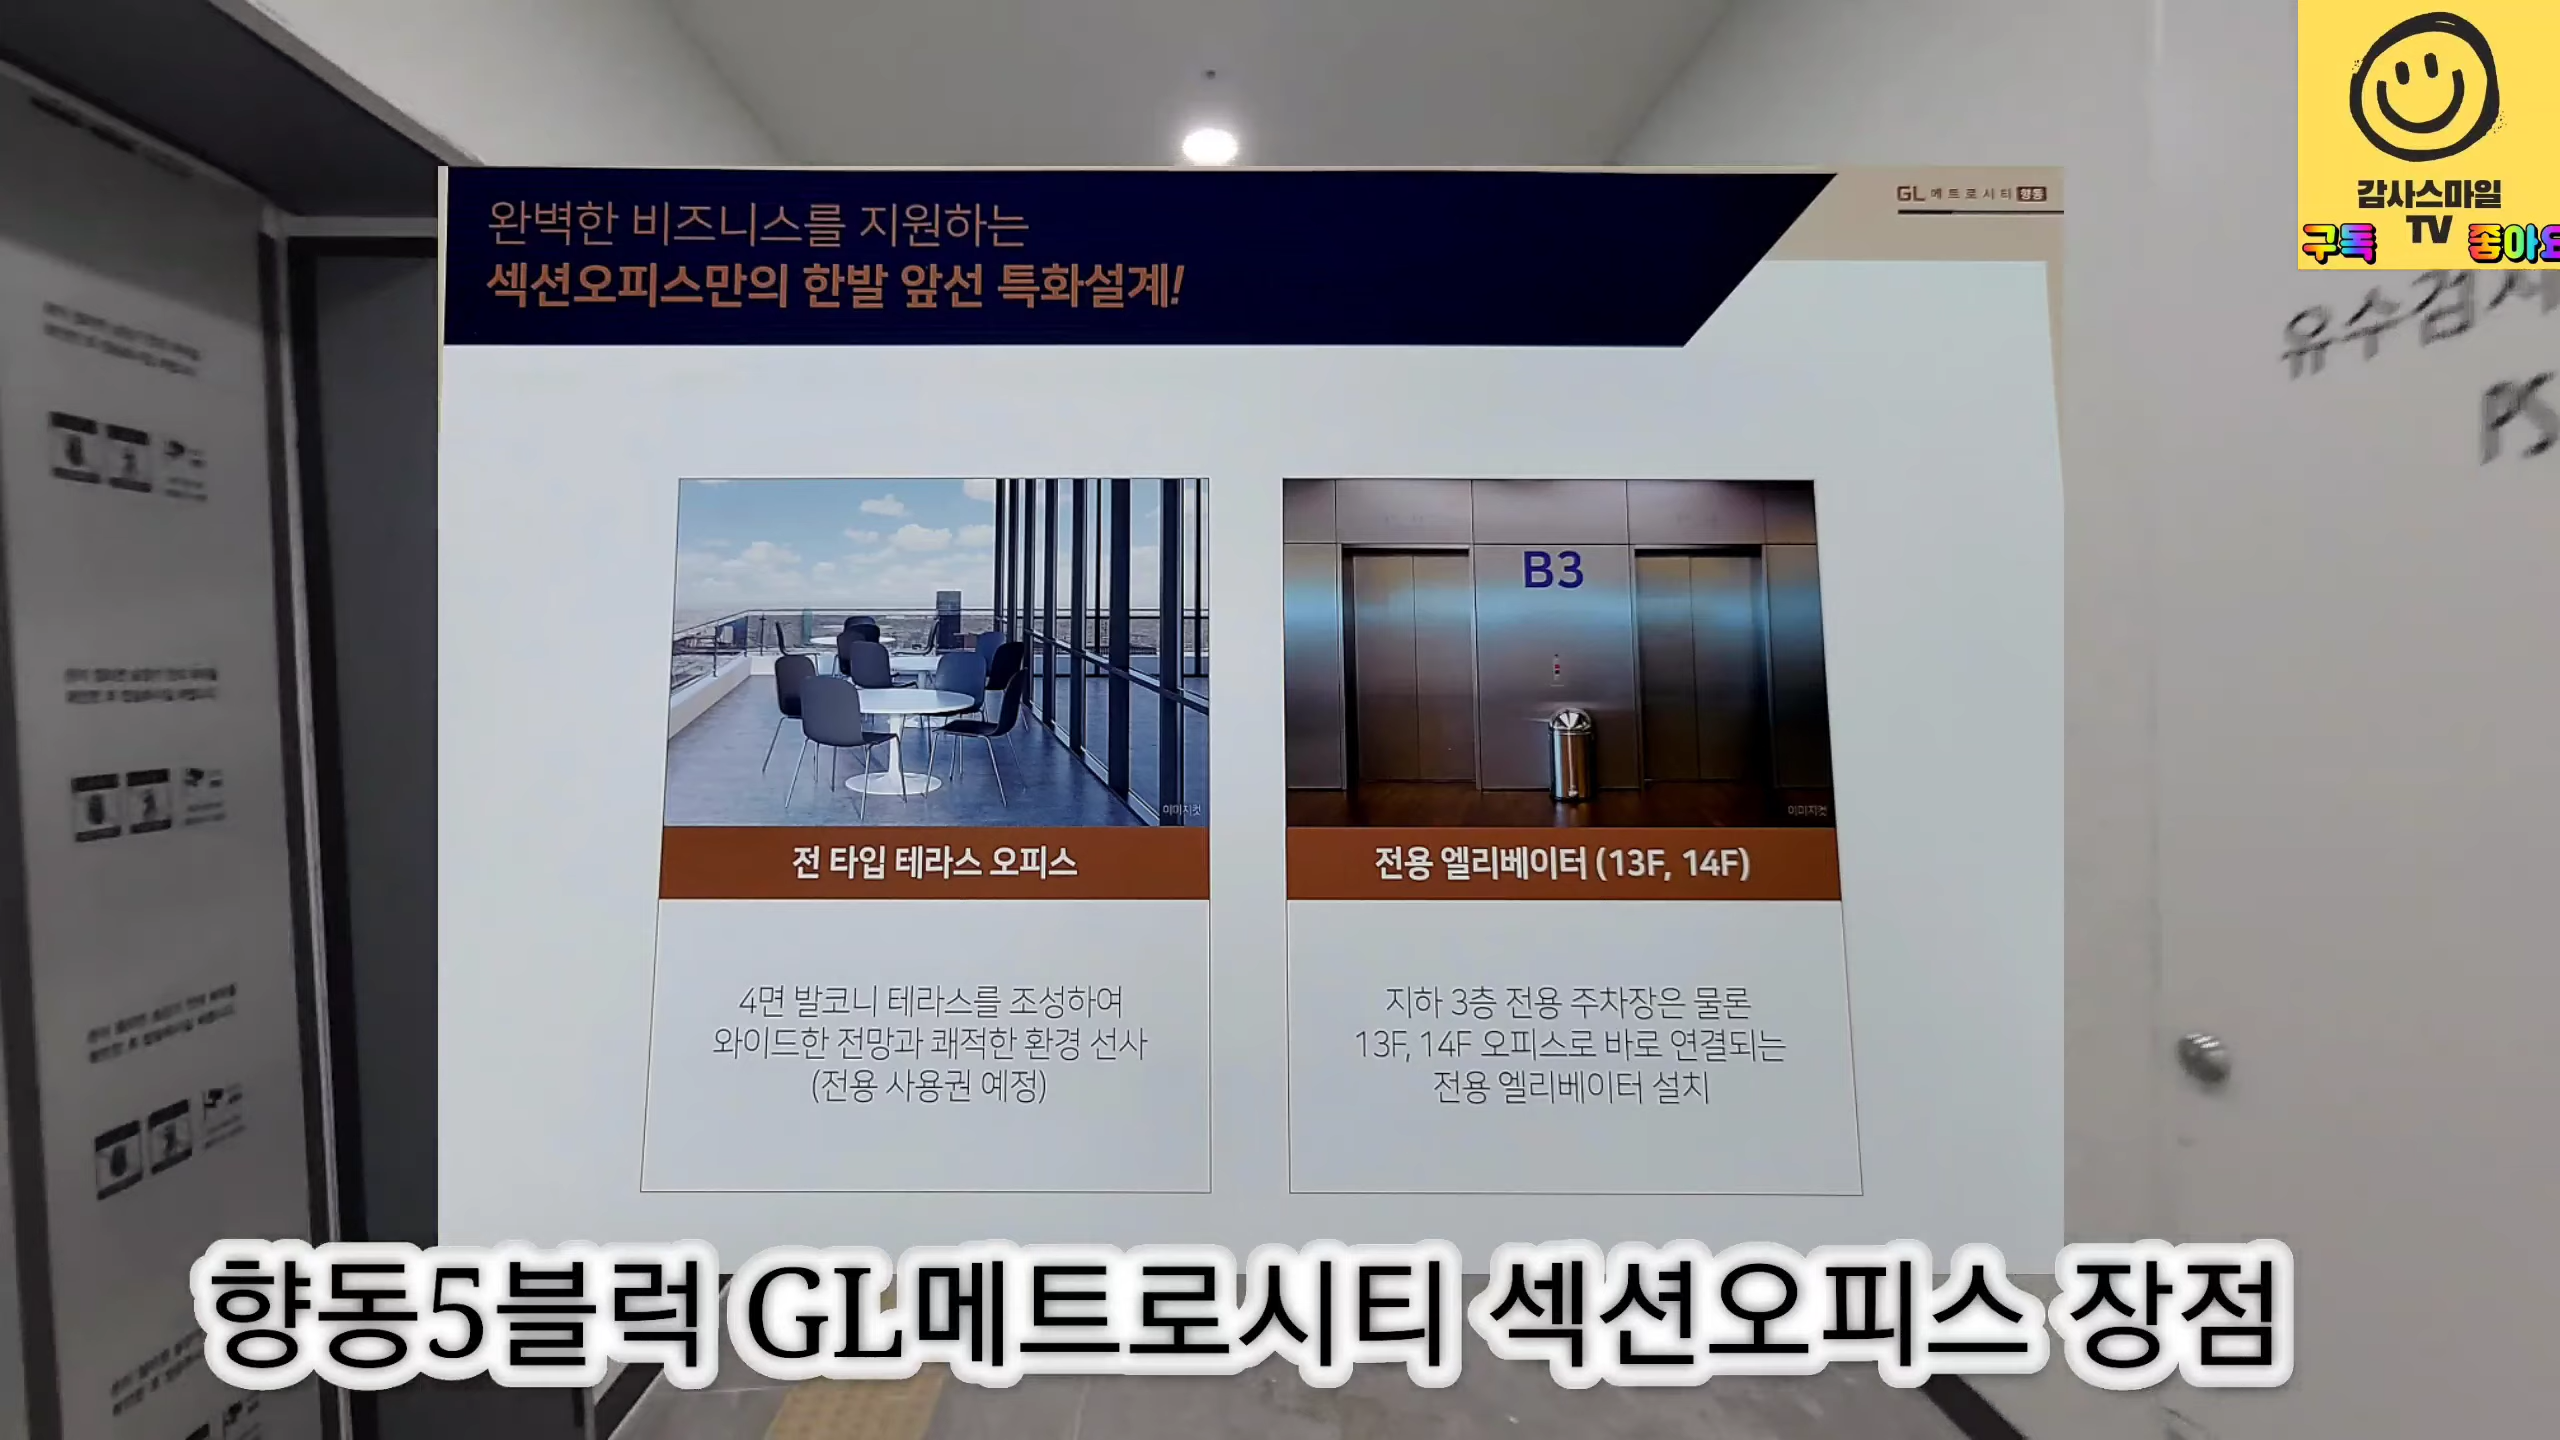 감사스마일
TV
구독 좋아요
완벽한 비즈니스를 지원하는
섹션오피스만의 한발 앞선 특화설계!
GL 메트로시티 향동
유수검지
PS
B3
이미지컷
이미지컷
전 타입 테라스 오피스
전용 엘리베이터 (13F, 14F)
4면 발코니 테라스를 조성하여
와이드한 전망과 쾌적한 환경 선사
(전용 사용권 예정)
지하 3층 전용 주차장은 물론
13F, 14F 오피스로 바로 연결되는
전용 엘리베이터 설치
향동5블럭 GL메트로시티 섹션오피스 장점